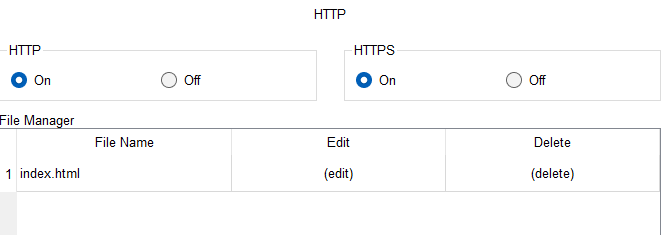 HTTP
HTTP HTTPS
On Off On Off
File Manager
File Name Edit Delete
1 index.html (edit) (delete)